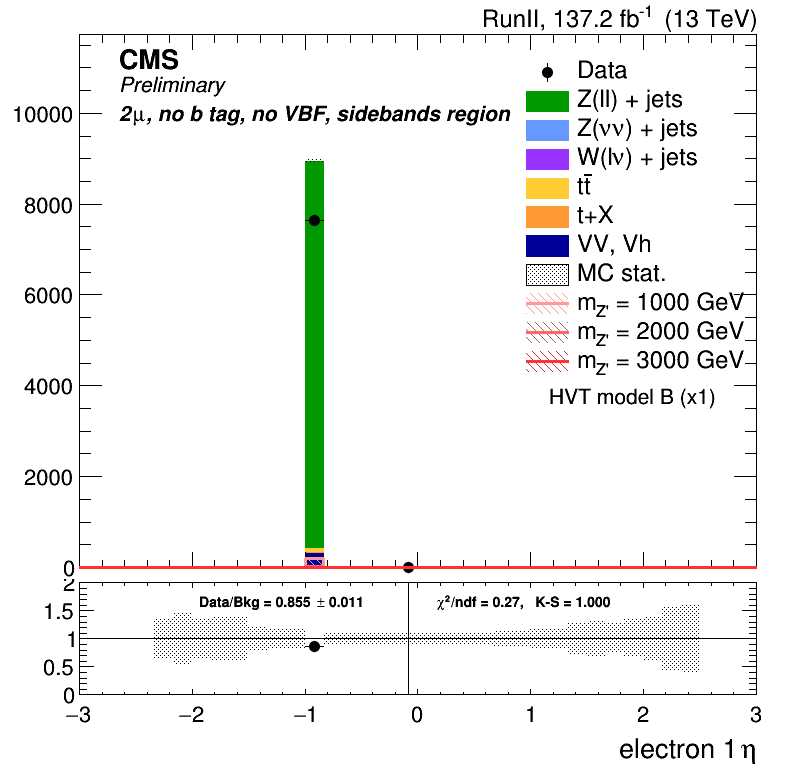 RunII, 137.2 fb⁻¹ (13 TeV)
CMS
Preliminary
2μ, no b tag, no VBF, sidebands region
Data
Z(ll) + jets
Z(νν) + jets
W(lν) + jets
tt̄
t+X
VV, Vh
MC stat.
m_Z' = 1000 GeV
m_Z' = 2000 GeV
m_Z' = 3000 GeV
HVT model B (x1)
10000
8000
6000
4000
2000
0
Data/Bkg = 0.855 ± 0.011
χ²/ndf = 0.27, K-S = 1.000
2
1.5
1
0.5
0
−3 −2 −1 0 1 2 3
electron 1 η